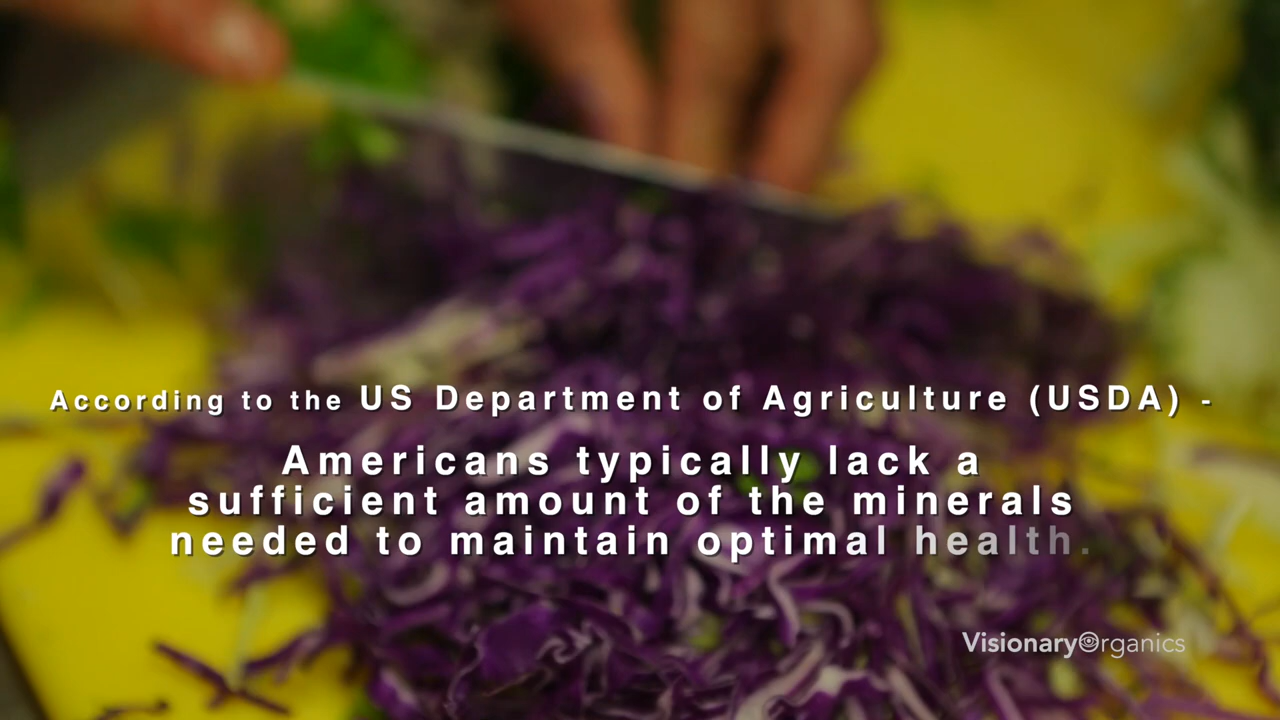 According to the US Department of Agriculture (USDA) -
Americans typically lack a
sufficient amount of the minerals
needed to maintain optimal health.
VisionaryOrganics